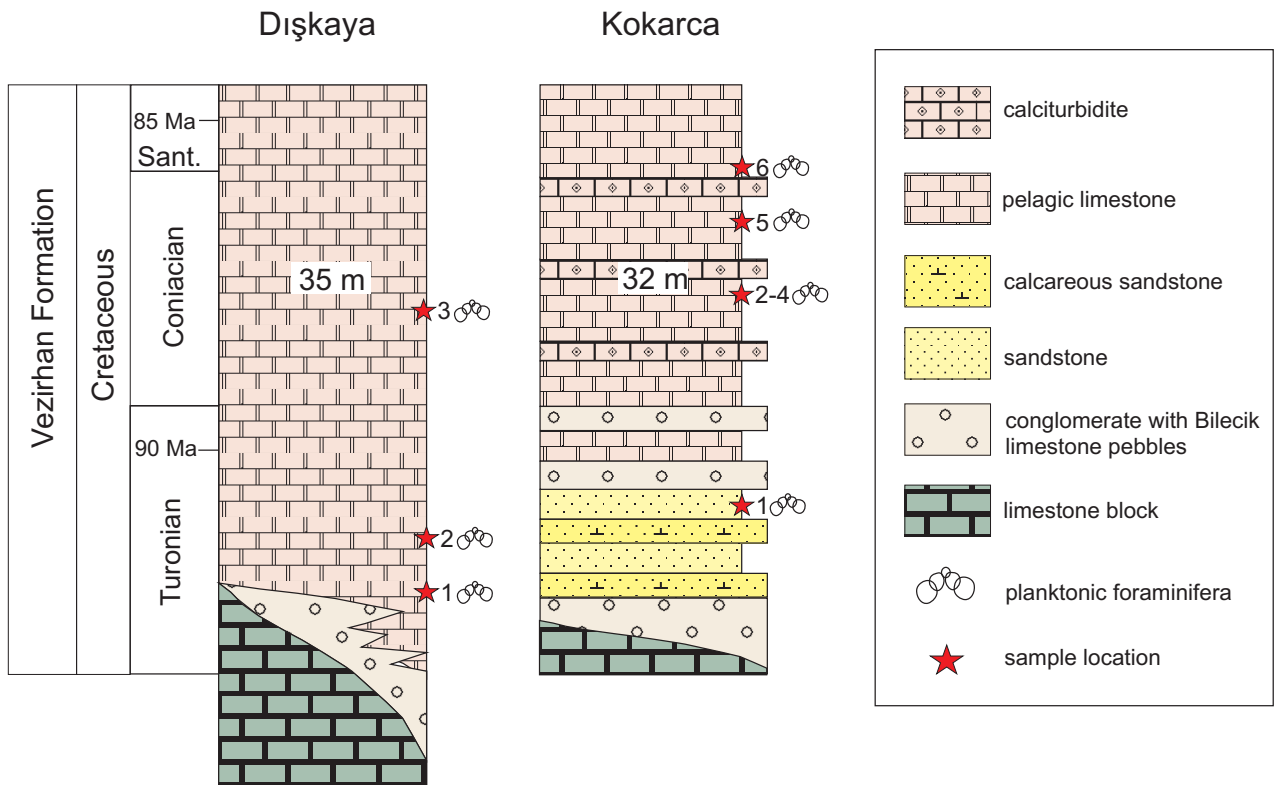 Dışkaya
Kokarca
Vezirhan Formation
Cretaceous
85 Ma
Sant.
Coniacian
90 Ma
Turonian
35 m
3
2
1
32 m
6
5
2-4
1
calciturbidite
pelagic limestone
calcareous sandstone
sandstone
conglomerate with Bilecik
limestone pebbles
limestone block
planktonic foraminifera
sample location